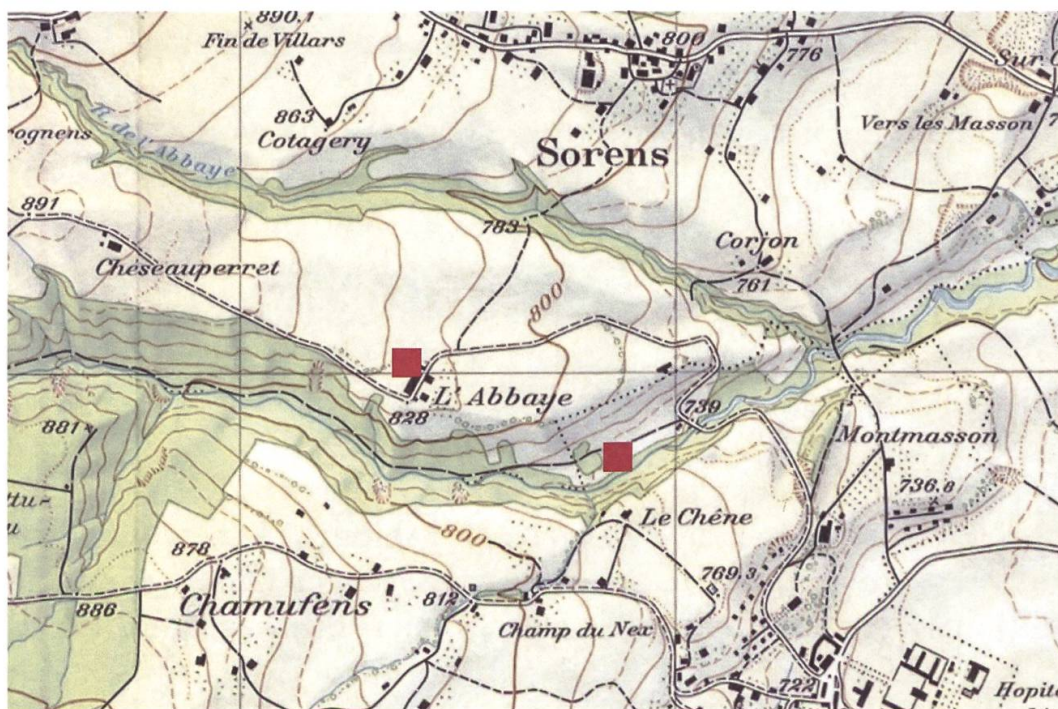 890.1
Fin de Villars
800
776
863
Cotagery
Sorens
Vers les Masson
ognens
R. de l'Abbaye
891
783
Corjon
761
Cheseauperret
800
L'Abbaye
828
739
881
Montmasson
736.8
Le Chêne
800
878
769.3
886
Chamufens
812
Champ du Nex
722
Hopit